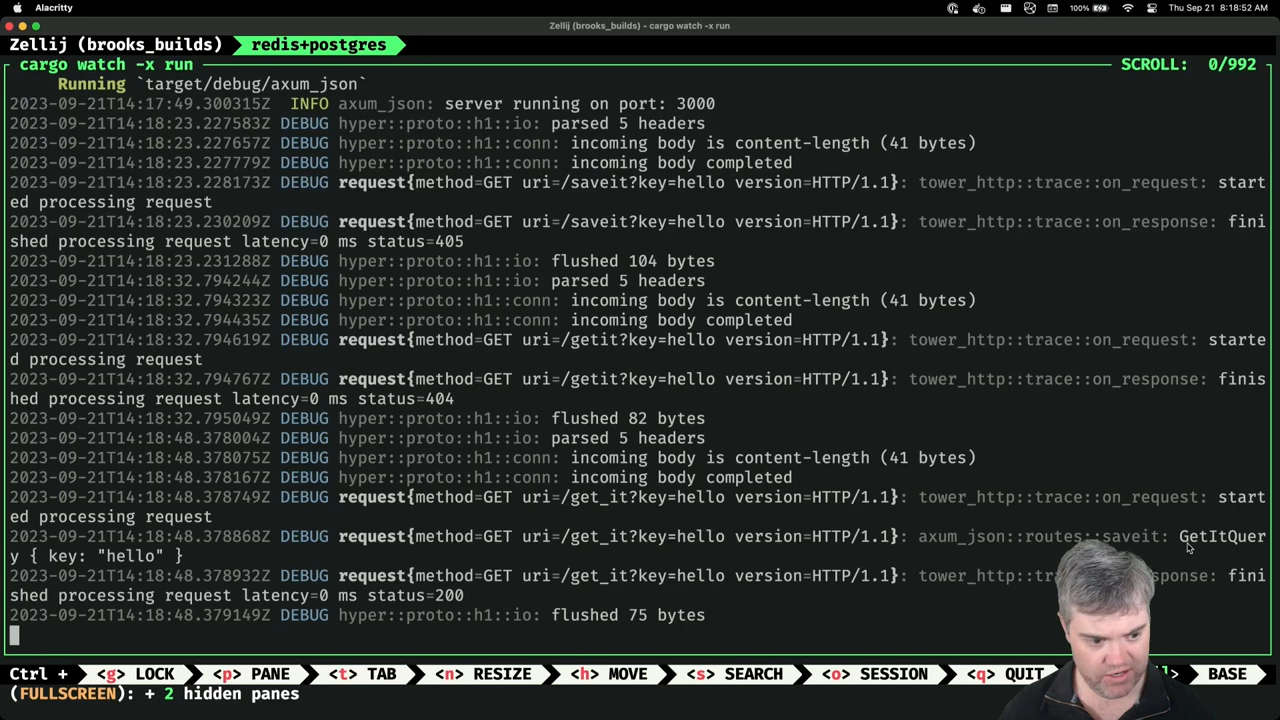 Alacritty
100%
Thu Sep 21 8:18:52 AM
Zellij (brooks_builds) - cargo watch -x run
Zellij (brooks_builds) redis+postgres
cargo watch -x run SCROLL: 0/992
Running `target/debug/axum_json`
2023-09-21T14:17:49.300315Z INFO axum_json: server running on port: 3000
2023-09-21T14:18:23.227583Z DEBUG hyper::proto::h1::io: parsed 5 headers
2023-09-21T14:18:23.227657Z DEBUG hyper::proto::h1::conn: incoming body is content-length (41 bytes)
2023-09-21T14:18:23.227779Z DEBUG hyper::proto::h1::conn: incoming body completed
2023-09-21T14:18:23.228173Z DEBUG request{method=GET uri=/saveit?key=hello version=HTTP/1.1}: tower_http::trace::on_request: start
ed processing request
2023-09-21T14:18:23.230209Z DEBUG request{method=GET uri=/saveit?key=hello version=HTTP/1.1}: tower_http::trace::on_response: fini
shed processing request latency=0 ms status=405
2023-09-21T14:18:23.231288Z DEBUG hyper::proto::h1::io: flushed 104 bytes
2023-09-21T14:18:32.794244Z DEBUG hyper::proto::h1::io: parsed 5 headers
2023-09-21T14:18:32.794323Z DEBUG hyper::proto::h1::conn: incoming body is content-length (41 bytes)
2023-09-21T14:18:32.794435Z DEBUG hyper::proto::h1::conn: incoming body completed
2023-09-21T14:18:32.794619Z DEBUG request{method=GET uri=/getit?key=hello version=HTTP/1.1}: tower_http::trace::on_request: starte
d processing request
2023-09-21T14:18:32.794767Z DEBUG request{method=GET uri=/getit?key=hello version=HTTP/1.1}: tower_http::trace::on_response: finis
hed processing request latency=0 ms status=404
2023-09-21T14:18:32.795049Z DEBUG hyper::proto::h1::io: flushed 82 bytes
2023-09-21T14:18:48.378004Z DEBUG hyper::proto::h1::io: parsed 5 headers
2023-09-21T14:18:48.378075Z DEBUG hyper::proto::h1::conn: incoming body is content-length (41 bytes)
2023-09-21T14:18:48.378167Z DEBUG hyper::proto::h1::conn: incoming body completed
2023-09-21T14:18:48.378749Z DEBUG request{method=GET uri=/get_it?key=hello version=HTTP/1.1}: tower_http::trace::on_request: start
ed processing request
2023-09-21T14:18:48.378868Z DEBUG request{method=GET uri=/get_it?key=hello version=HTTP/1.1}: axum_json::routes::saveit: GetItQuer
y { key: "hello" }
2023-09-21T14:18:48.378932Z DEBUG request{method=GET uri=/get_it?key=hello version=HTTP/1.1}: tower_http::tr sponse: fini
shed processing request latency=0 ms status=200
2023-09-21T14:18:48.379149Z DEBUG hyper::proto::h1::io: flushed 75 bytes
Ctrl + <g> LOCK <p> PANE <t> TAB <n> RESIZE <h> MOVE <s> SEARCH <o> SESSION <q> QUIT BASE
(FULLSCREEN): + 2 hidden panes